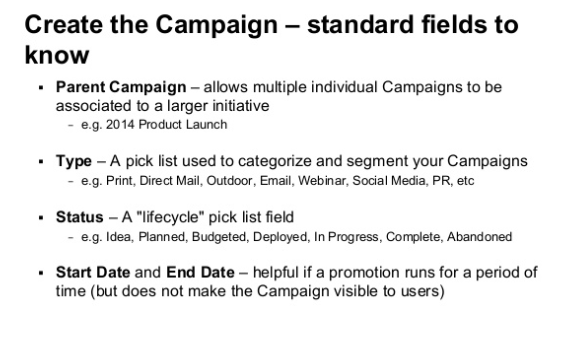 Create the Campaign – standard fields to
know
▪ Parent Campaign – allows multiple individual Campaigns to be
associated to a larger initiative
– e.g. 2014 Product Launch
▪ Type – A pick list used to categorize and segment your Campaigns
– e.g. Print, Direct Mail, Outdoor, Email, Webinar, Social Media, PR, etc
▪ Status – A "lifecycle" pick list field
– e.g. Idea, Planned, Budgeted, Deployed, In Progress, Complete, Abandoned
▪ Start Date and End Date – helpful if a promotion runs for a period of
time (but does not make the Campaign visible to users)